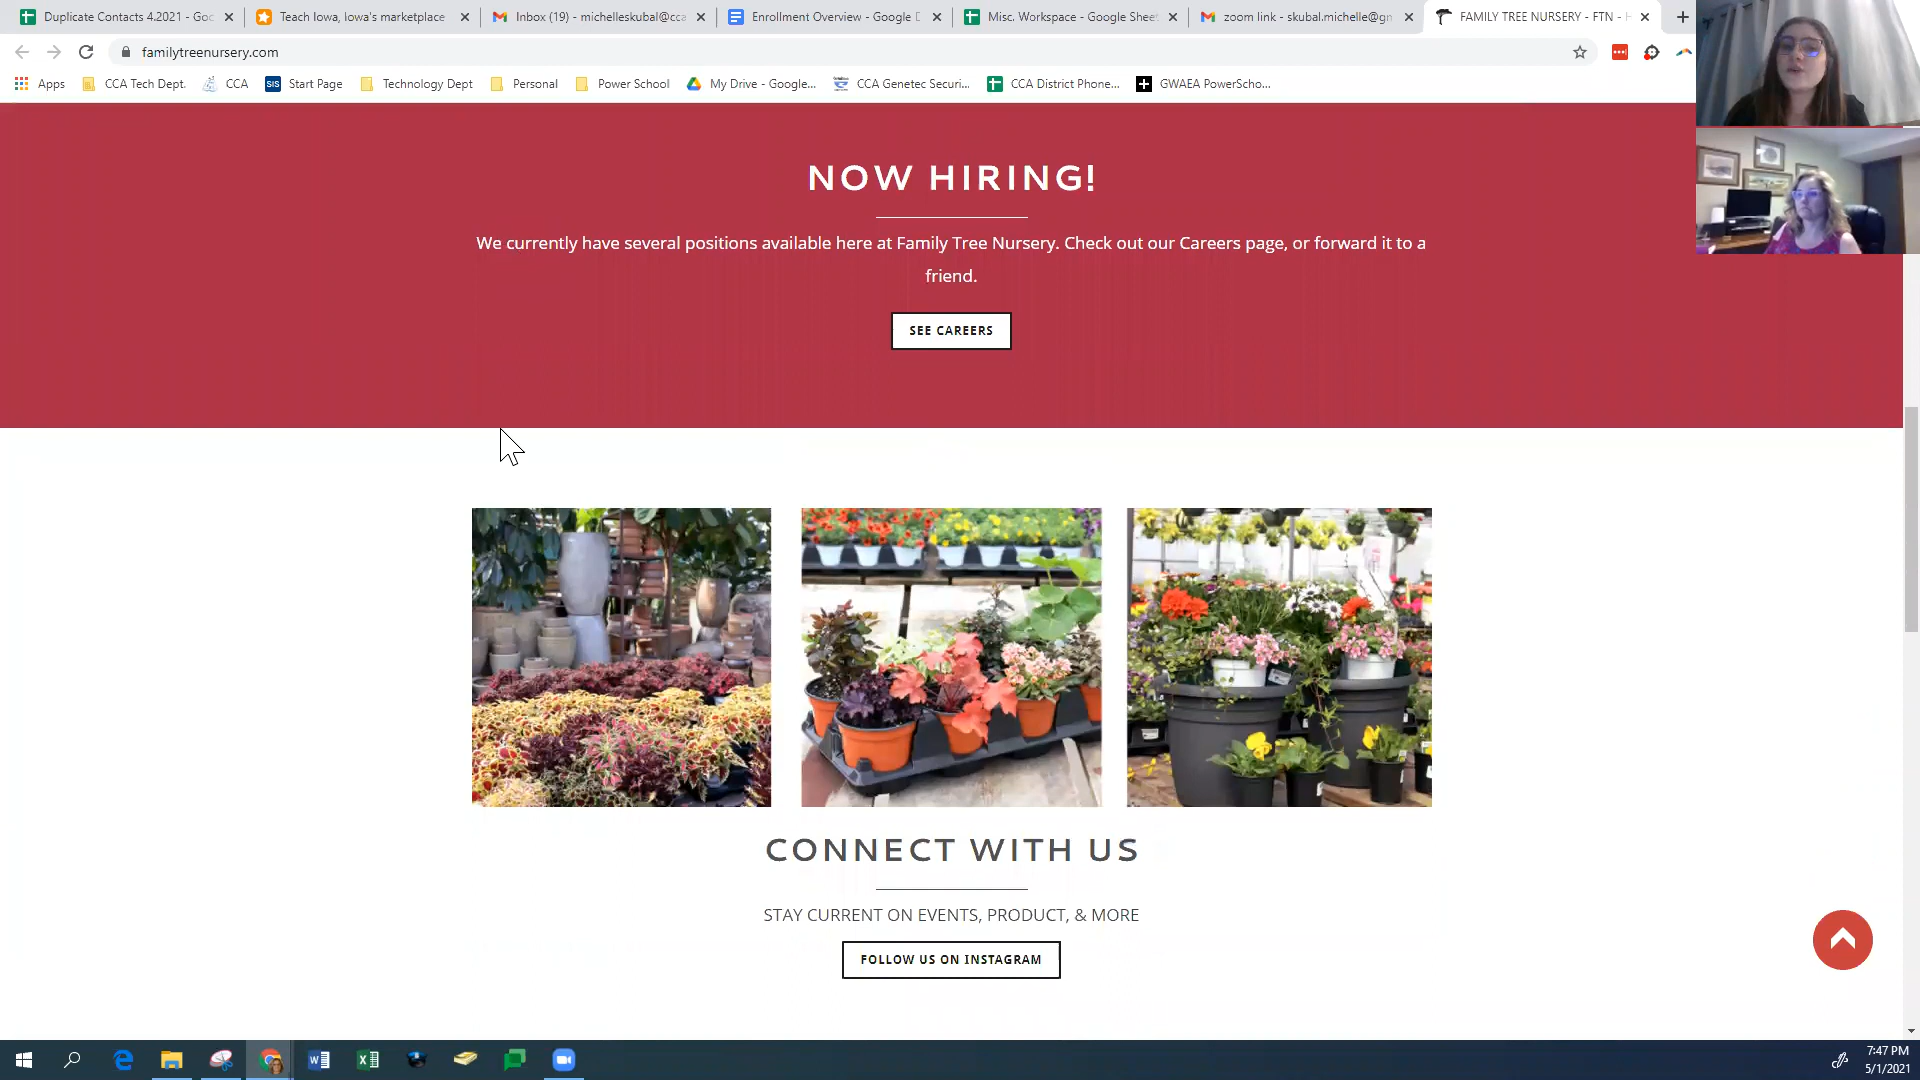 Duplicate Contacts 4.2021 - Goo
Teach Iowa, Iowa's marketplace
Inbox (19) - michelleskubal@cca
Enrollment Overview - Google D
Misc. Workspace - Google Sheet
zoom link - skubal.michelle@gm
FAMILY TREE NURSERY - FTN - H
familytreenursery.com
Apps
CCA Tech Dept.
CCA
SIS
Start Page
Technology Dept
Personal
Power School
My Drive - Google...
CCA Genetec Securi...
CCA District Phone...
GWAEA PowerScho...
NOW HIRING!
We currently have several positions available here at Family Tree Nursery. Check out our Careers page, or forward it to a
friend.
SEE CAREERS
CONNECT WITH US
STAY CURRENT ON EVENTS, PRODUCT, & MORE
FOLLOW US ON INSTAGRAM
7:47 PM
5/1/2021